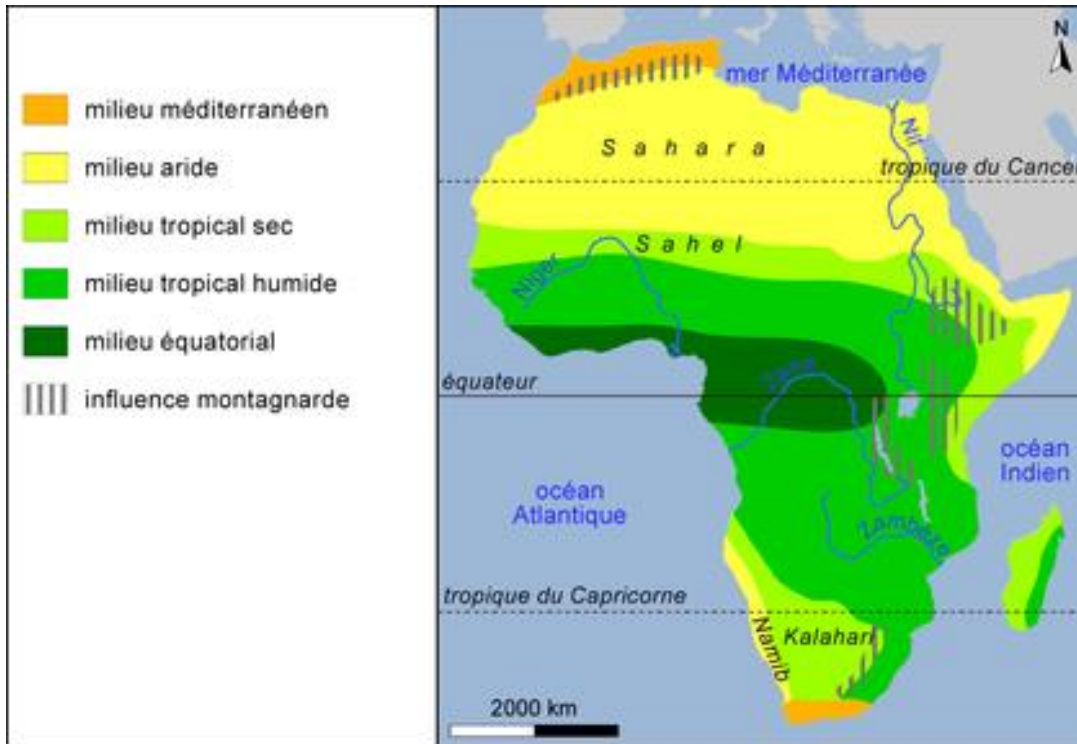 milieu méditerranéen
milieu aride
milieu tropical sec
milieu tropical humide
milieu équatorial
influence montagnarde
N
mer Méditerranée
Nil
Sahara
tropique du Cancer
Sahel
Niger
équateur
océan
Indien
océan
Atlantique
Zambèze
tropique du Capricorne
Kalahari
Namib
2000 km